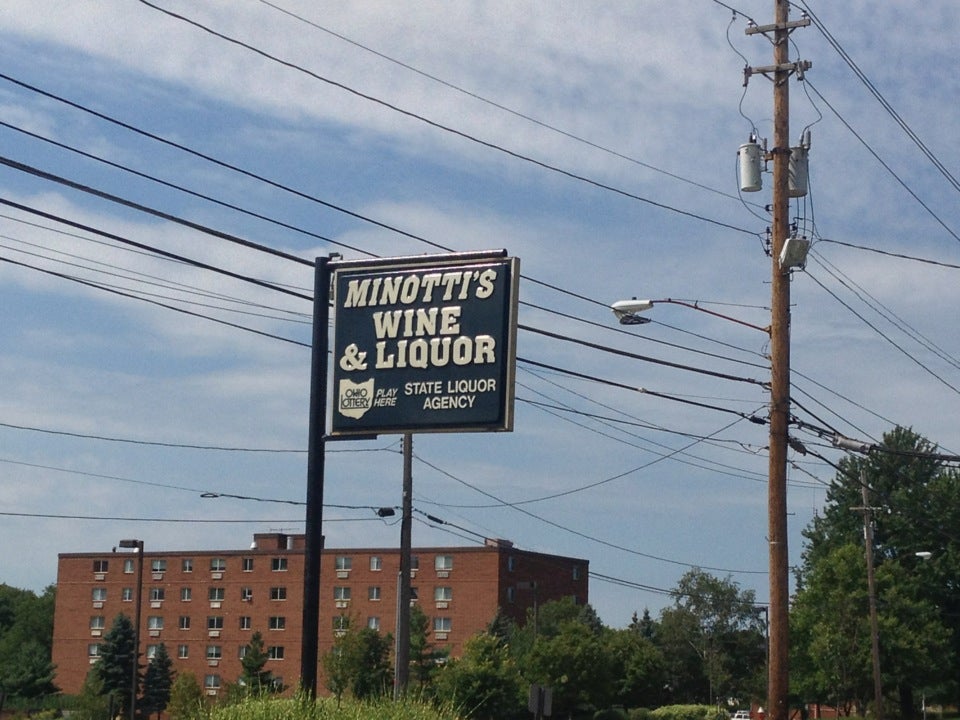 MINOTTI'S
WINE
& LIQUOR
OHIO
LOTTERY
PLAY
HERE
STATE LIQUOR
AGENCY